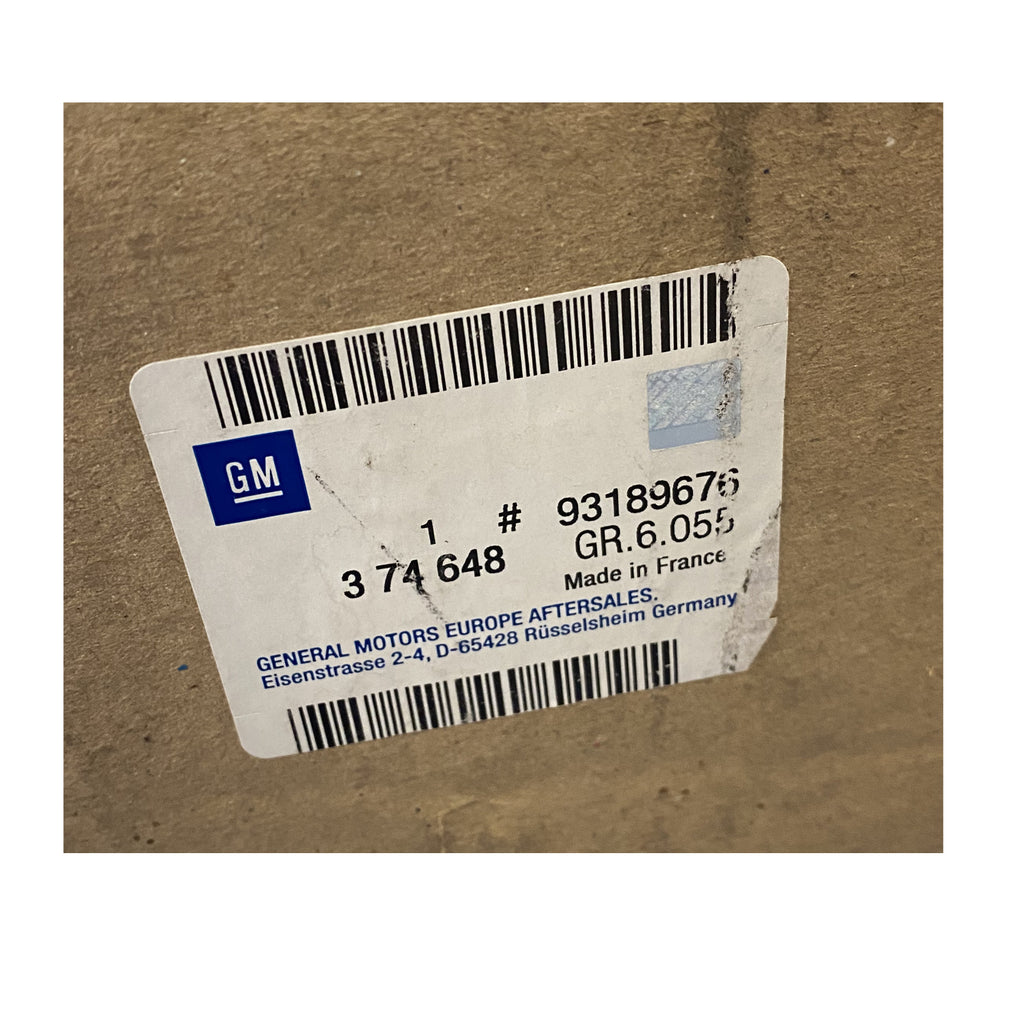 GM
1 # 93189676
3 74 648 GR.6.055
Made in France
GENERAL MOTORS EUROPE AFTERSALES.
Eisenstrasse 2-4, D-65428 Rüsselsheim Germany